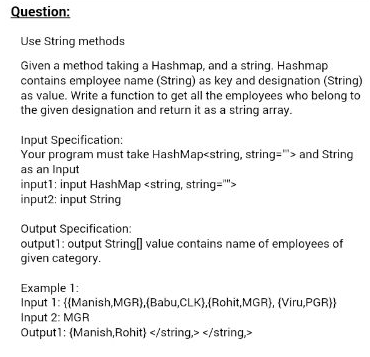 Question:
Use String methods
Given a method taking a Hashmap, and a string. Hashmap
contains employee name (String) as key and designation (String)
as value. Write a function to get all the employees who belong to
the given designation and return it as a string array.
Input Specification:
Your program must take HashMap<string, string=""> and String
as an Input
input1: input HashMap <string, string="">
input2: input String
Output Specification:
output1: output String[] value contains name of employees of
given category.
Example 1:
Input 1: {{Manish,MGR},{Babu,CLK},{Rohit,MGR}, {Viru,PGR}}
Input 2: MGR
Output1: {Manish,Rohit} </string,> </string,>